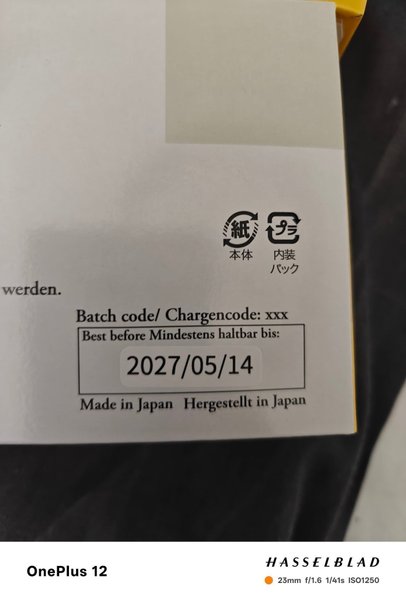 紙
プラ
本体
内装
パック
werden.
Batch code/ Chargencode: xxx
Best before Mindestens haltbar bis:
2027/05/14
Made in Japan Hergestellt in Japan
OnePlus 12
HASSELBLAD
23mm f/1.6 1/41s ISO1250